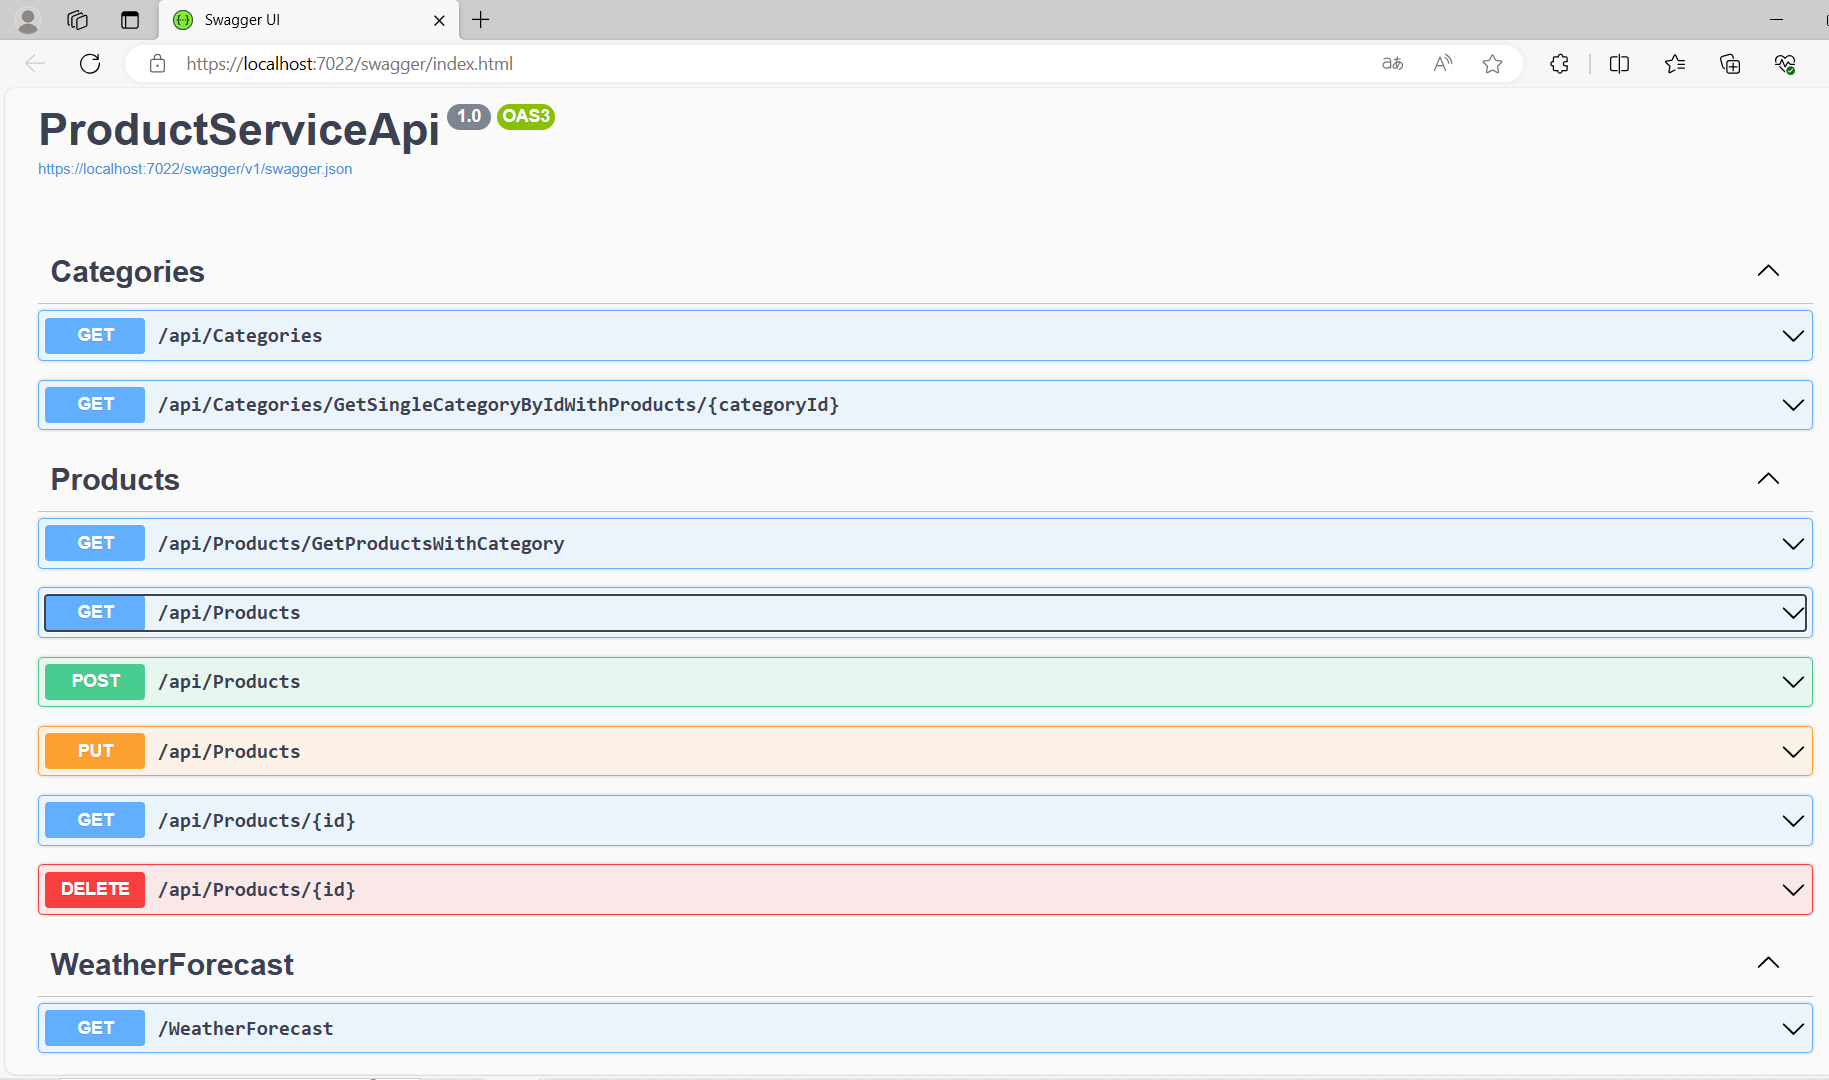 Swagger UI
https://localhost:7022/swagger/index.html
aあ A
ProductServiceApi 1.0 OAS3
https://localhost:7022/swagger/v1/swagger.json
Categories
GET /api/Categories
GET /api/Categories/GetSingleCategoryByIdWithProducts/{categoryId}
Products
GET /api/Products/GetProductsWithCategory
GET /api/Products
POST /api/Products
PUT /api/Products
GET /api/Products/{id}
DELETE /api/Products/{id}
WeatherForecast
GET /WeatherForecast